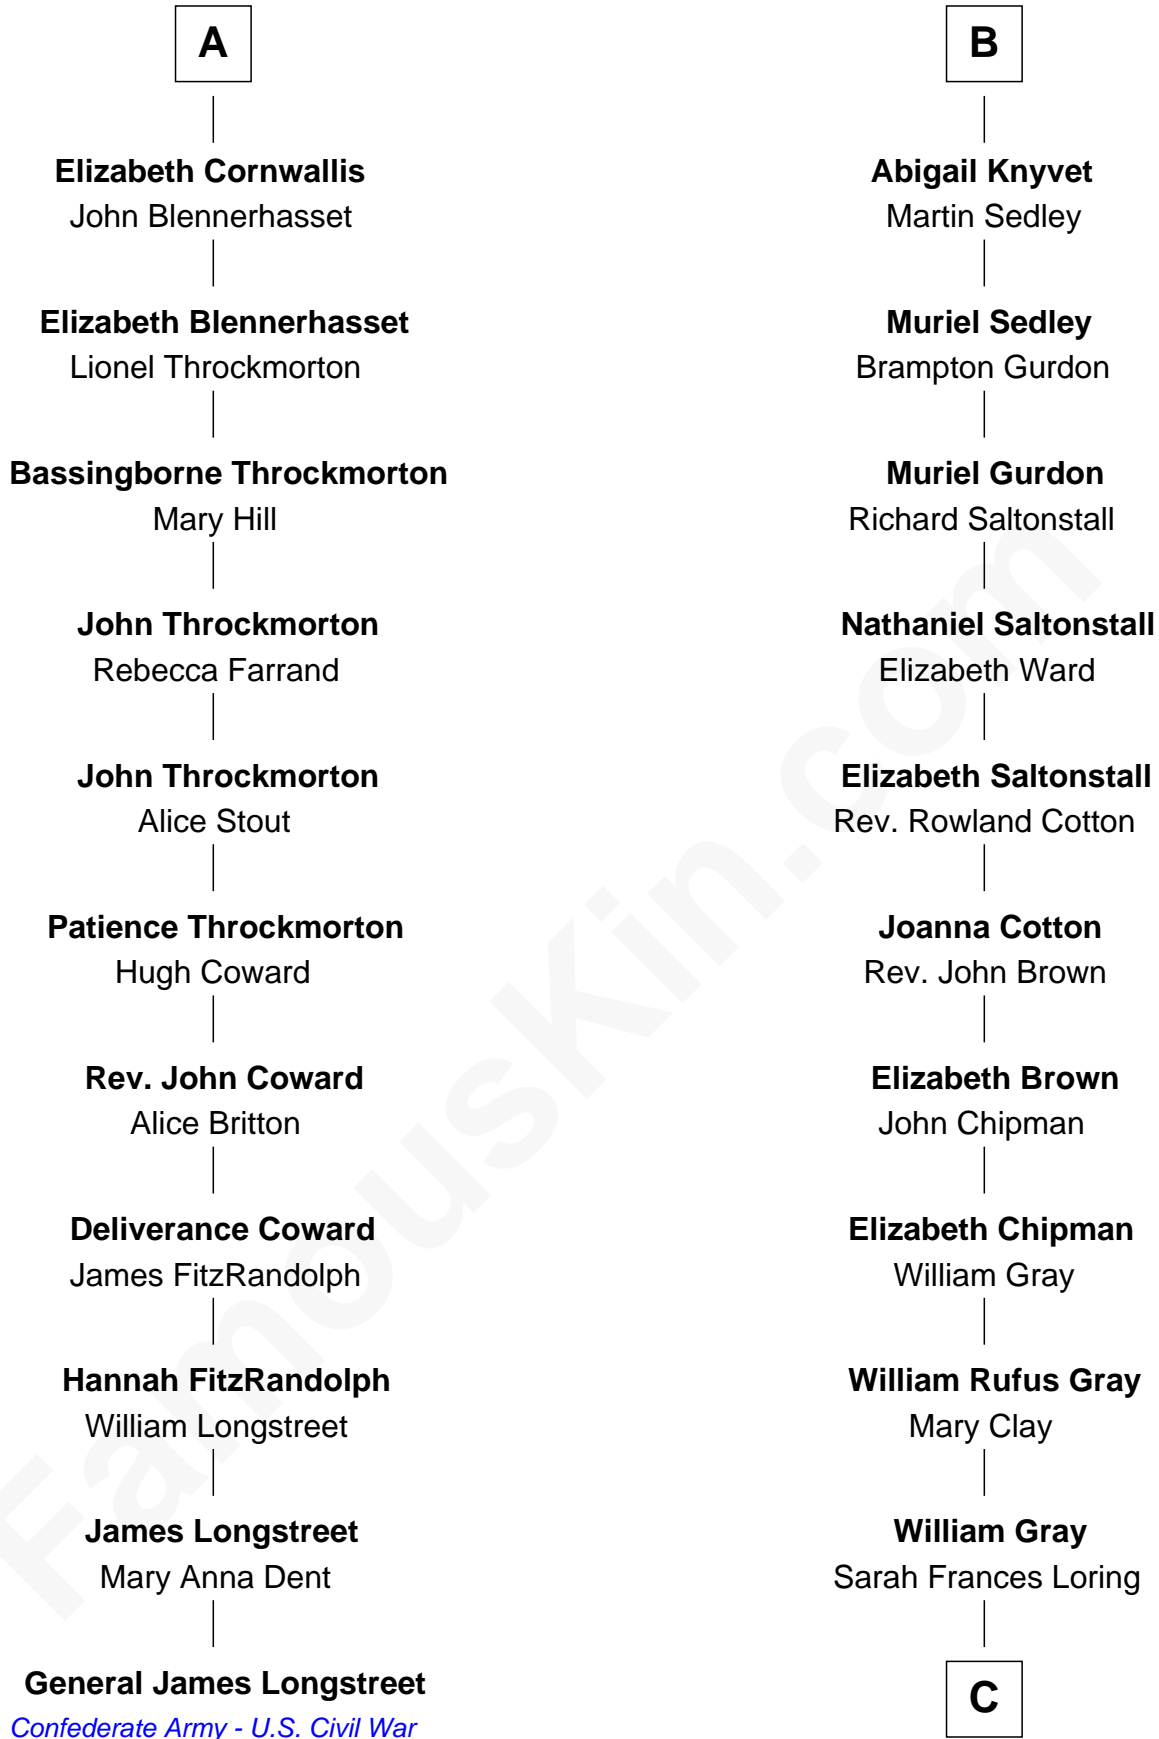 A
Elizabeth Cornwallis
John Blennerhasset
Elizabeth Blennerhasset
Lionel Throckmorton
Bassingborne Throckmorton
Mary Hill
John Throckmorton
Rebecca Farrand
John Throckmorton
Alice Stout
Patience Throckmorton
Hugh Coward
Rev. John Coward
Alice Britton
Deliverance Coward
James FitzRandolph
Hannah FitzRandolph
William Longstreet
James Longstreet
Mary Anna Dent
General James Longstreet
Confederate Army - U.S. Civil War
B
Abigail Knyvet
Martin Sedley
Muriel Sedley
Brampton Gurdon
Muriel Gurdon
Richard Saltonstall
Nathaniel Saltonstall
Elizabeth Ward
Elizabeth Saltonstall
Rev. Rowland Cotton
Joanna Cotton
Rev. John Brown
Elizabeth Brown
John Chipman
Elizabeth Chipman
William Gray
William Rufus Gray
Mary Clay
William Gray
Sarah Frances Loring
C
FamousKin.com